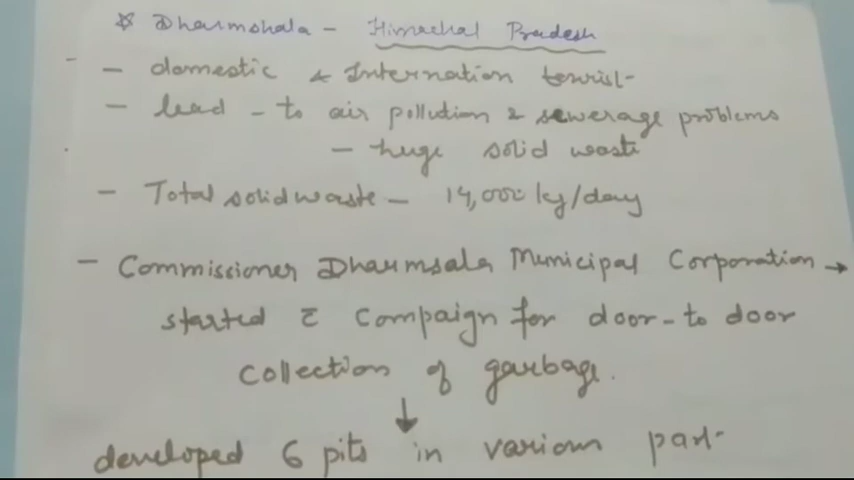 ☆ Dharmshala - Himachal Pradesh
- domestic & Internation tourist
- lead - to air pollution & sewerage problems
- huge solid waste
- Total solid waste - 14,000 kg/day
- Commissioner Dharmsala Municipal Corporation →
started c̄ Compaign for door-to door
Collection of garbage.
↓
developed 6 pits in various part